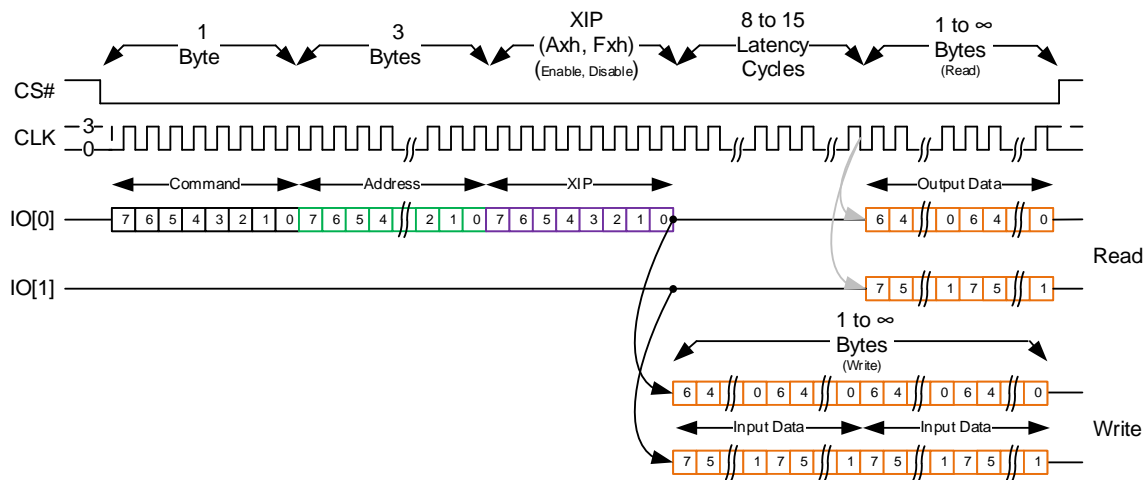 1 Byte
3 Bytes
XIP (Axh, Fxh) (Enable, Disable)
8 to 15 Latency Cycles
1 to ∞ Bytes (Read)
CS#
CLK 3 0
Command Address XIP Output Data
IO[0] 7 6 5 4 3 2 1 0 7 6 5 4 2 1 0 7 6 5 4 3 2 1 0 6 4 0 6 4 0
Read
IO[1] 7 5 1 7 5 1
1 to ∞ Bytes (Write)
6 4 0 6 4 0 6 4 0 6 4 0
Input Data Input Data
Write
7 5 1 7 5 1 7 5 1 7 5 1